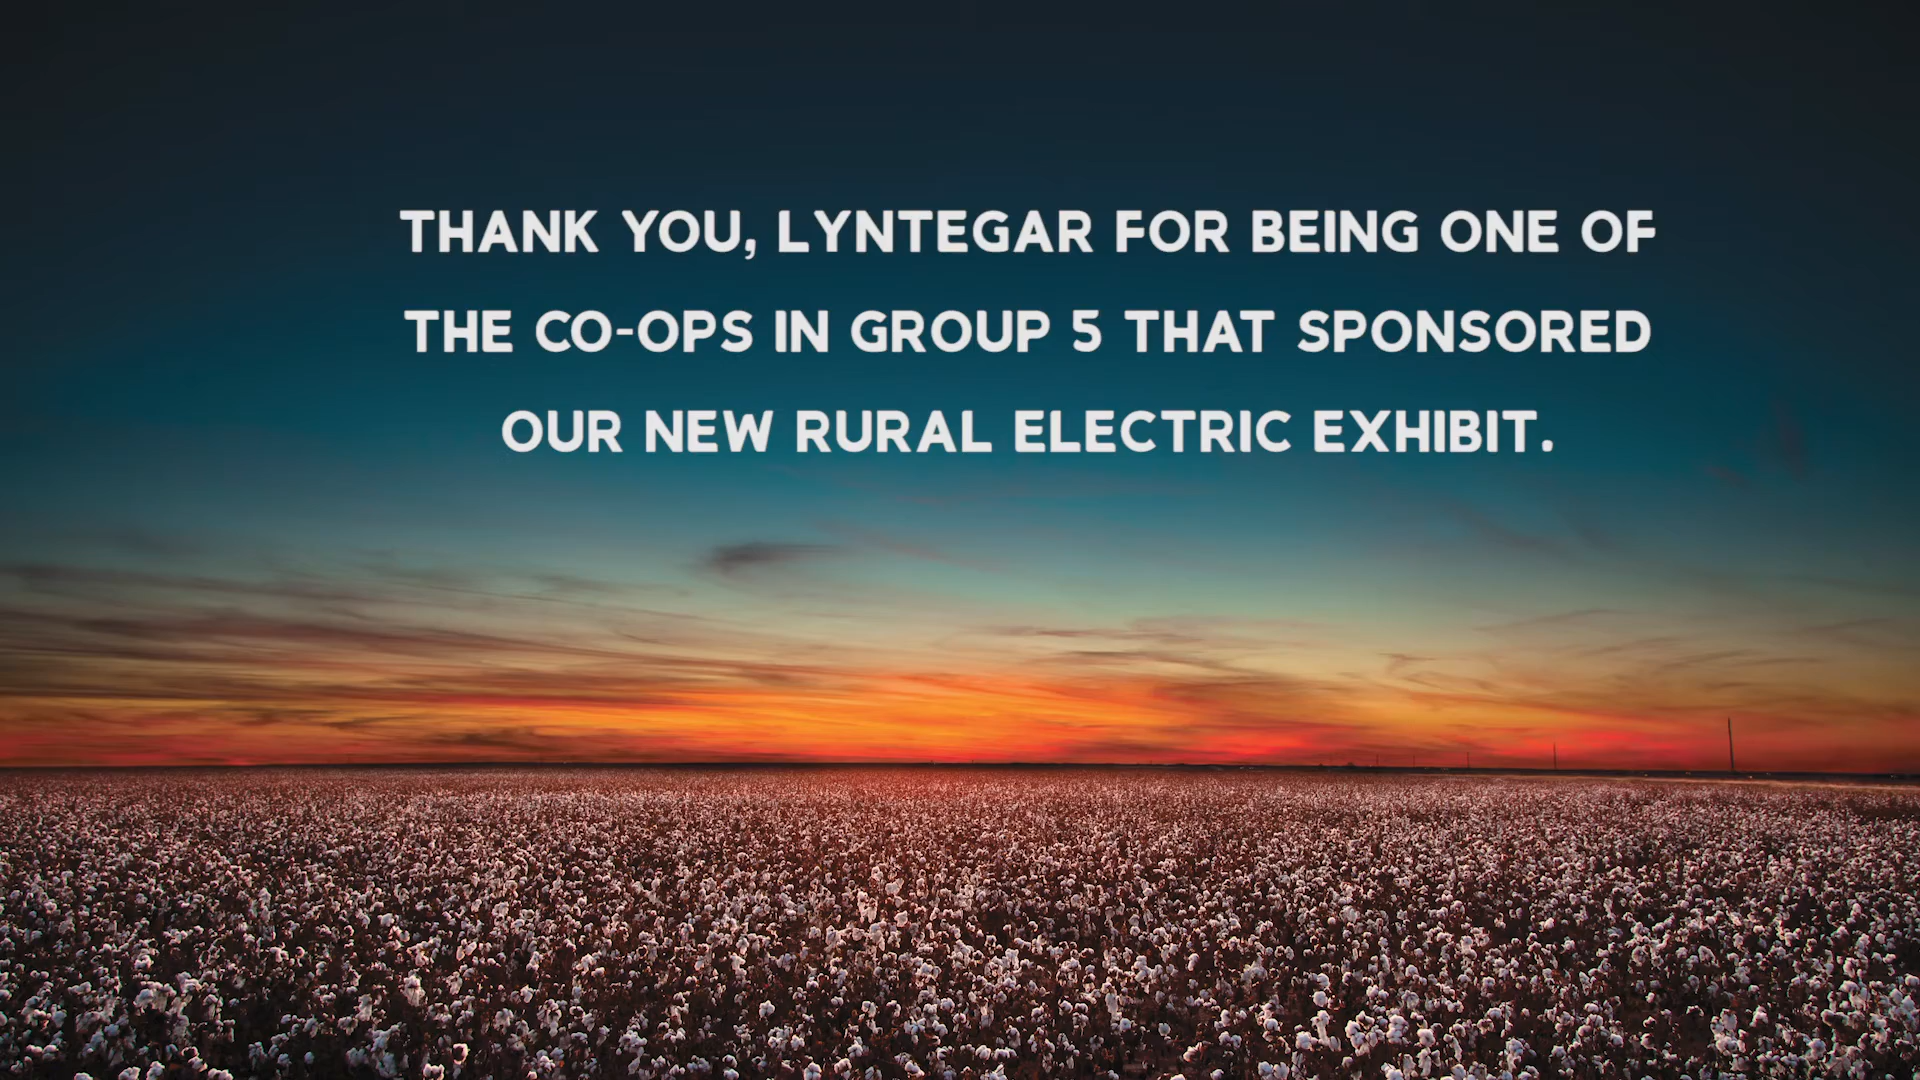 THANK YOU, LYNTEGAR FOR BEING ONE OF
THE CO-OPS IN GROUP 5 THAT SPONSORED
OUR NEW RURAL ELECTRIC EXHIBIT.